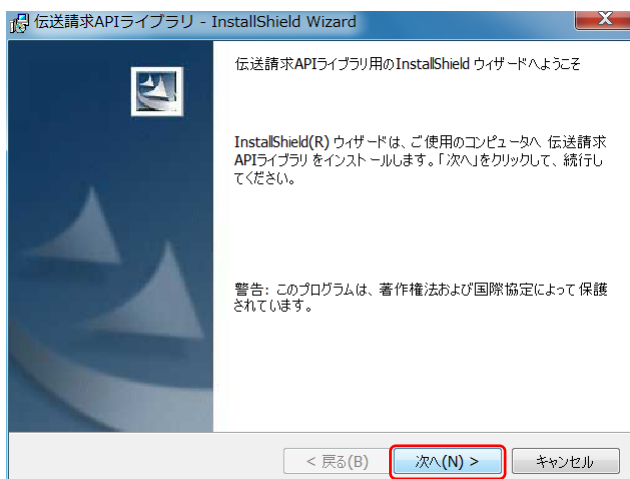 伝送請求APIライブラリ - InstallShield Wizard
X
伝送請求APIライブラリ用のInstallShield ウィザードへようこそ
InstallShield(R) ウィザードは、ご使用のコンピュータへ 伝送請求
APIライブラリ をインストールします。「次へ」をクリックして、続行し
てください。
警告: このプログラムは、著作権法および国際協定によって保護
されています。
< 戻る(B)
次へ(N) >
キャンセル